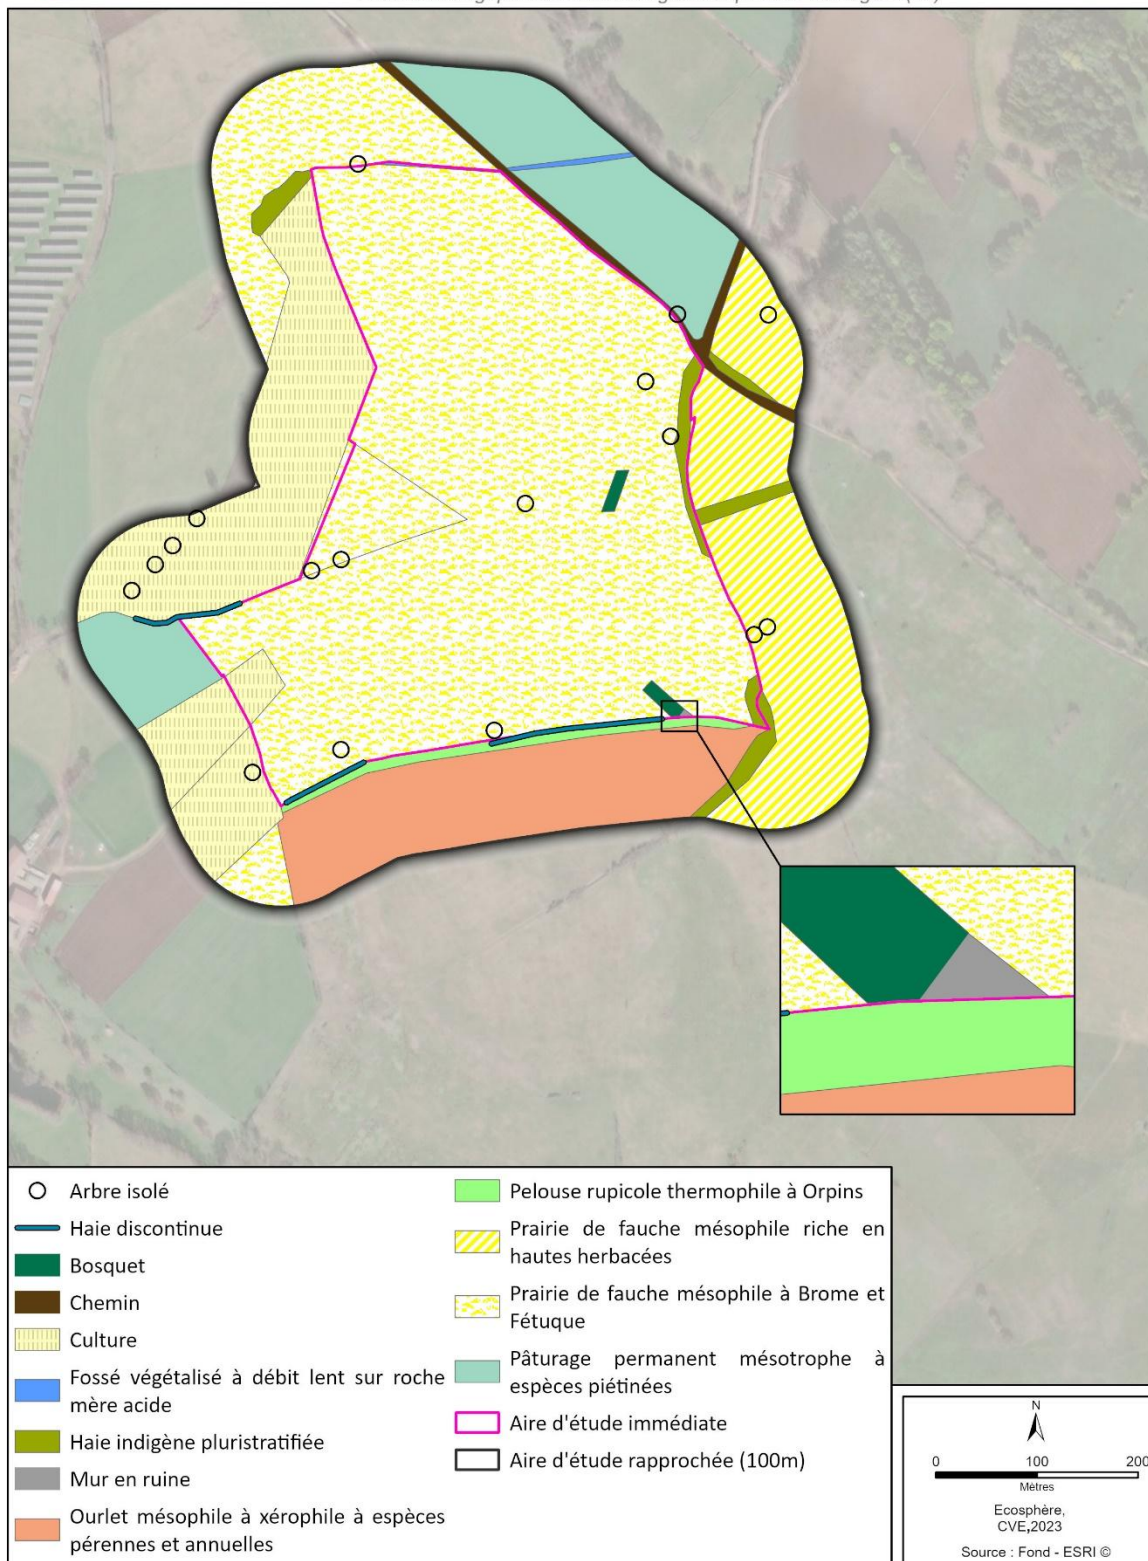 Arbre isolé
Haie discontinue
Bosquet
Chemin
Culture
Fossé végétalisé à débit lent sur roche
mère acide
Haie indigène pluristratifiée
Mur en ruine
Ourlet mésophile à xérophile à espèces
pérennes et annuelles
Pelouse rupicole thermophile à Orpins
Prairie de fauche mésophile riche en
hautes herbacées
Prairie de fauche mésophile à Brome et
Fétuque
Pâturage permanent mésotrophe à
espèces piétinées
Aire d'étude immédiate
Aire d'étude rapprochée (100m)
N
0 100 200
Mètres
Ecosphère,
CVE,2023
Source : Fond - ESRI ©